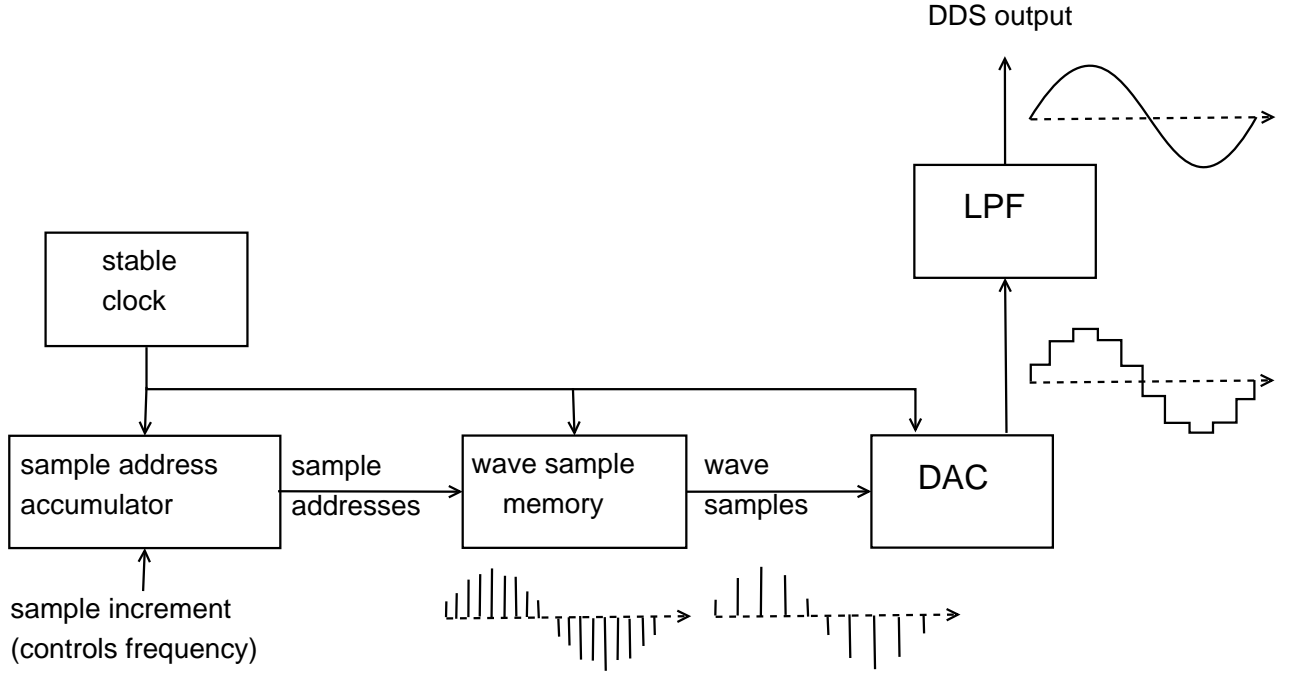 DDS output
LPF
stable
clock
sample address
accumulator
sample
addresses
wave sample
memory
wave
samples
DAC
sample increment
(controls frequency)